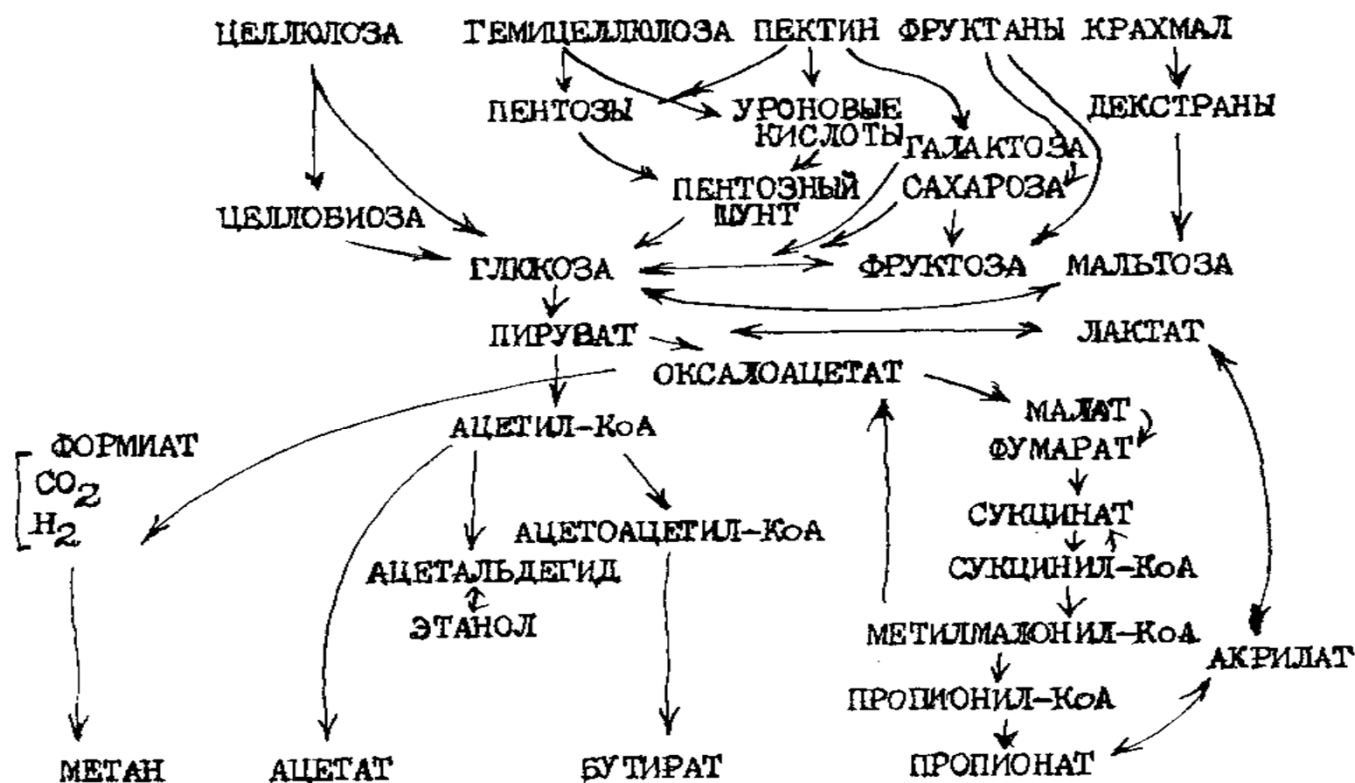 ЦЕЛЛЮЛОЗА ГЕМИЦЕЛЛЮЛОЗА ПЕКТИН ФРУКТАНЫ КРАХМАЛ
ПЕНТОЗЫ УРОНОВЫЕ ДЕКСТРАНЫ
КИСЛОТЫ
ГАЛАКТОЗА
ПЕНТОЗНЫЙ САХАРОЗА
ЦЕЛЛОБИОЗА ШУНТ
ГЛЮКОЗА ФРУКТОЗА МАЛЬТОЗА
ПИРУВАТ ЛАКТАТ
ОКСАЛОАЦЕТАТ
МАЛАТ
АЦЕТИЛ-КоА
ФОРМИАТ ФУМАРАТ
CO2
H2 СУКЦИНАТ
АЦЕТОАЦЕТИЛ-КоА
АЦЕТАЛЬДЕГИД СУКЦИНИЛ-КоА
ЭТАНОЛ МЕТИЛМАЛОНИЛ-КоА
АКРИЛАТ
ПРОПИОНИЛ-КоА
МЕТАН АЦЕТАТ БУТИРАТ ПРОПИОНАТ